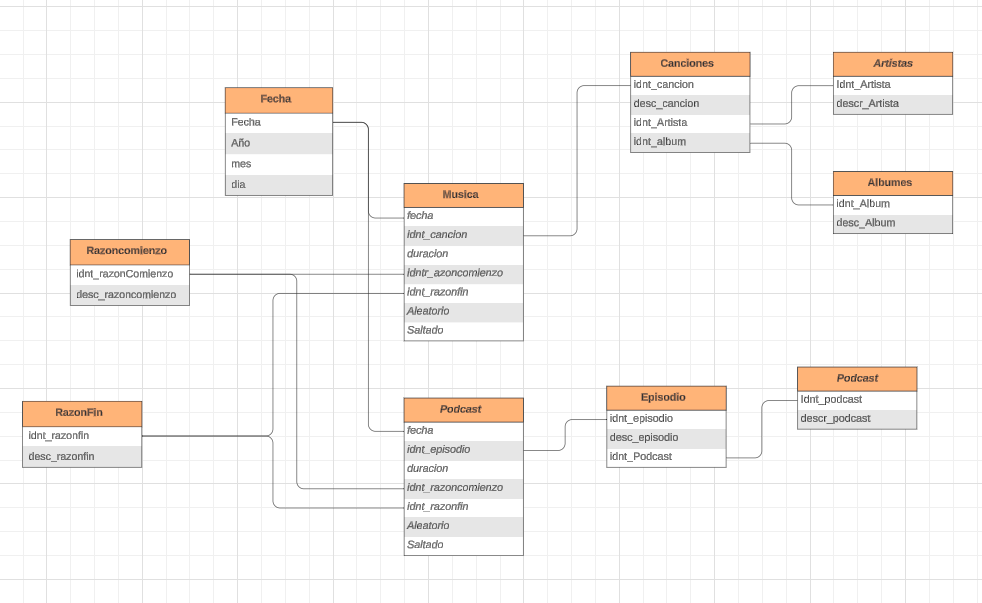 Fecha
Fecha
Año
mes
dia
Razoncomienzo
idnt_razonComienzo
desc_razoncomienzo
RazonFin
idnt_razonfin
desc_razonfin
Musica
fecha
idnt_cancion
duracion
idntr_azoncomienzo
idnt_razonfin
Aleatorio
Saltado
Podcast
fecha
idnt_episodio
duracion
idnt_razoncomienzo
idnt_razonfin
Aleatorio
Saltado
Canciones
idnt_cancion
desc_cancion
idnt_Artista
idnt_album
Artistas
Idnt_Artista
descr_Artista
Albumes
idnt_Album
desc_Album
Episodio
idnt_episodio
desc_episodio
idnt_Podcast
Podcast
Idnt_podcast
descr_podcast